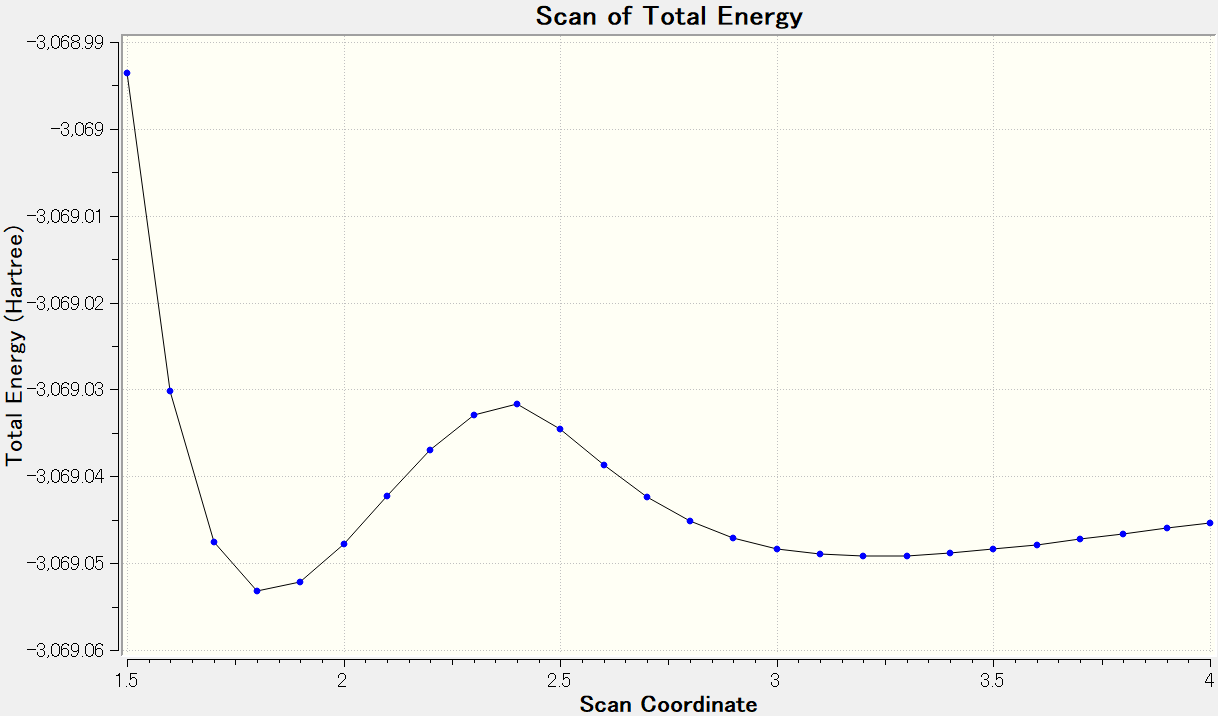 Scan of Total Energy
Total Energy (Hartree)
−3,068.99
−3,069
−3,069.01
−3,069.02
−3,069.03
−3,069.04
−3,069.05
−3,069.06
1.5 2 2.5 3 3.5 4
Scan Coordinate